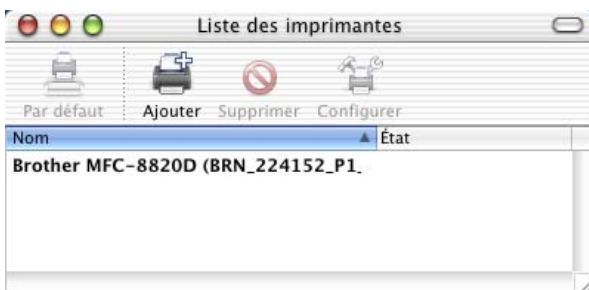 Liste des imprimantes
Par défaut Ajouter Supprimer Configurer
Nom État
Brother MFC-8820D (BRN_224152_P1_